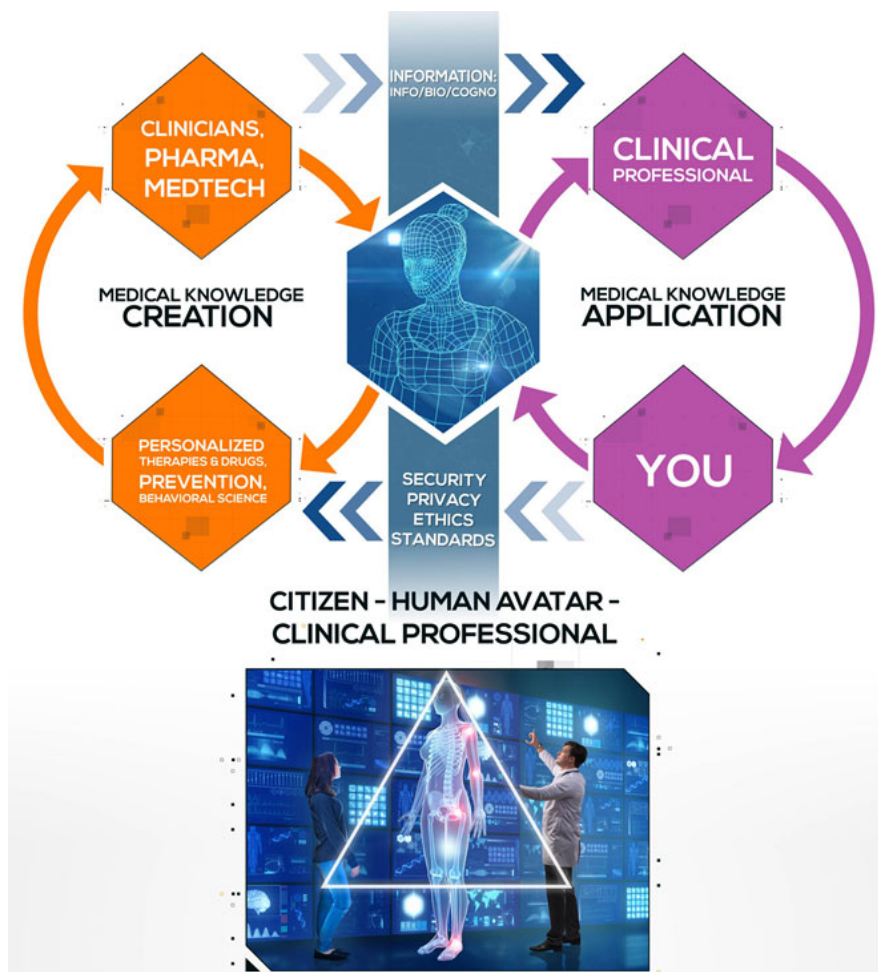 INFORMATION:
INFO/BIO/COGNO
CLINICIANS,
PHARMA,
MEDTECH
CLINICAL
PROFESSIONAL
MEDICAL KNOWLEDGE
CREATION
MEDICAL KNOWLEDGE
APPLICATION
PERSONALIZED
THERAPIES & DRUGS,
PREVENTION,
BEHAVIORAL SCIENCE
SECURITY
PRIVACY
ETHICS
STANDARDS
YOU
CITIZEN - HUMAN AVATAR -
CLINICAL PROFESSIONAL